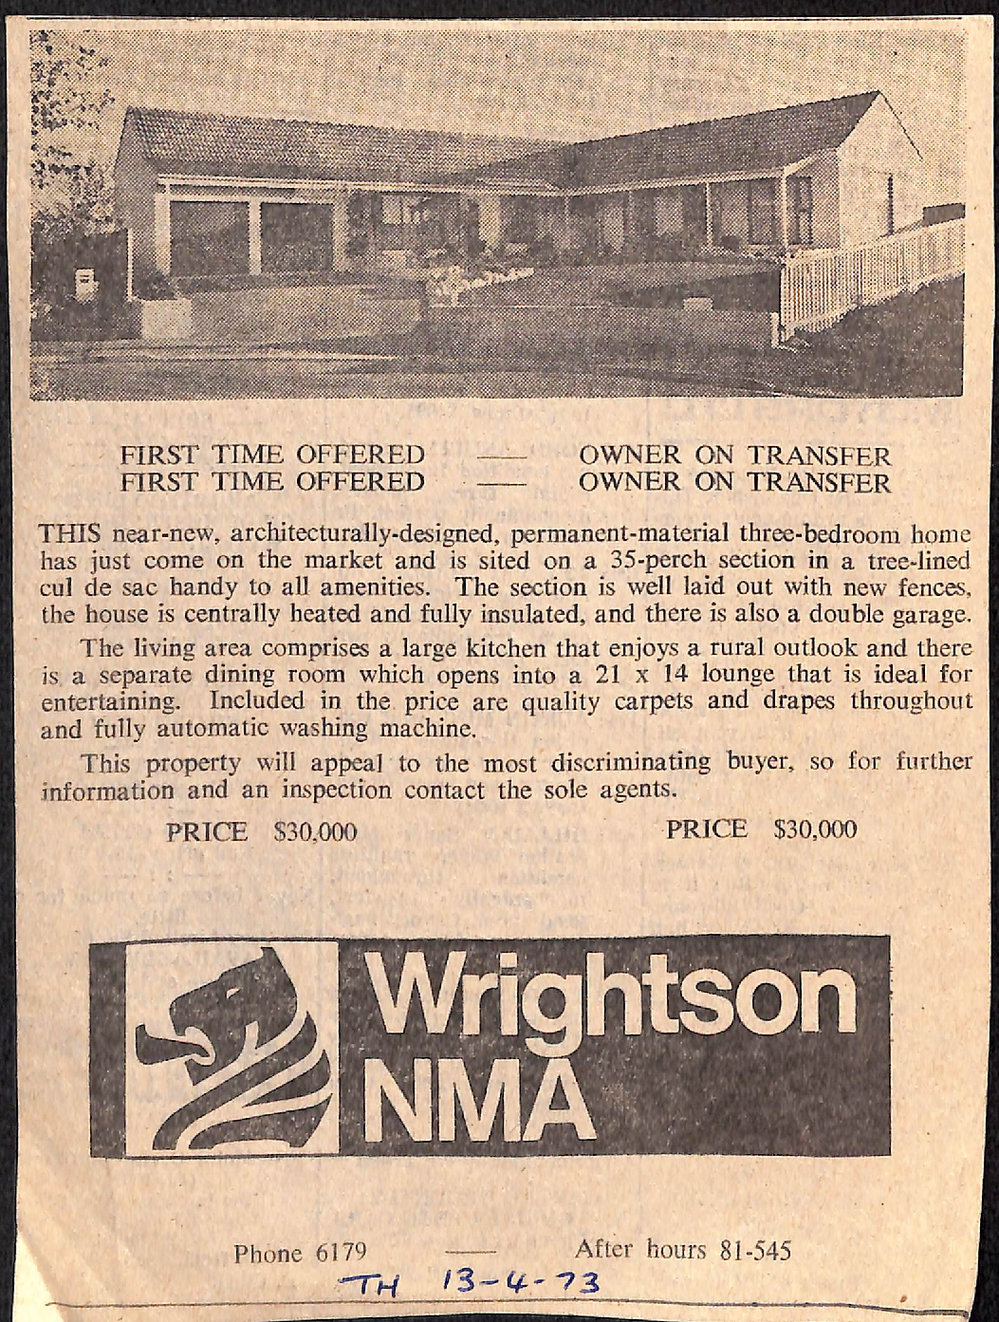 FIRST TIME OFFERED — OWNER ON TRANSFER
FIRST TIME OFFERED — OWNER ON TRANSFER
THIS near-new, architecturally-designed, permanent-material three-bedroom home
has just come on the market and is sited on a 35-perch section in a tree-lined
cul de sac handy to all amenities. The section is well laid out with new fences,
the house is centrally heated and fully insulated, and there is also a double garage.
The living area comprises a large kitchen that enjoys a rural outlook and there
is a separate dining room which opens into a 21 x 14 lounge that is ideal for
entertaining. Included in the price are quality carpets and drapes throughout
and fully automatic washing machine.
This property will appeal to the most discriminating buyer, so for further
information and an inspection contact the sole agents.
PRICE $30,000 PRICE $30,000
Wrightson
NMA
Phone 6179 — After hours 81-545
TH 13-4-73